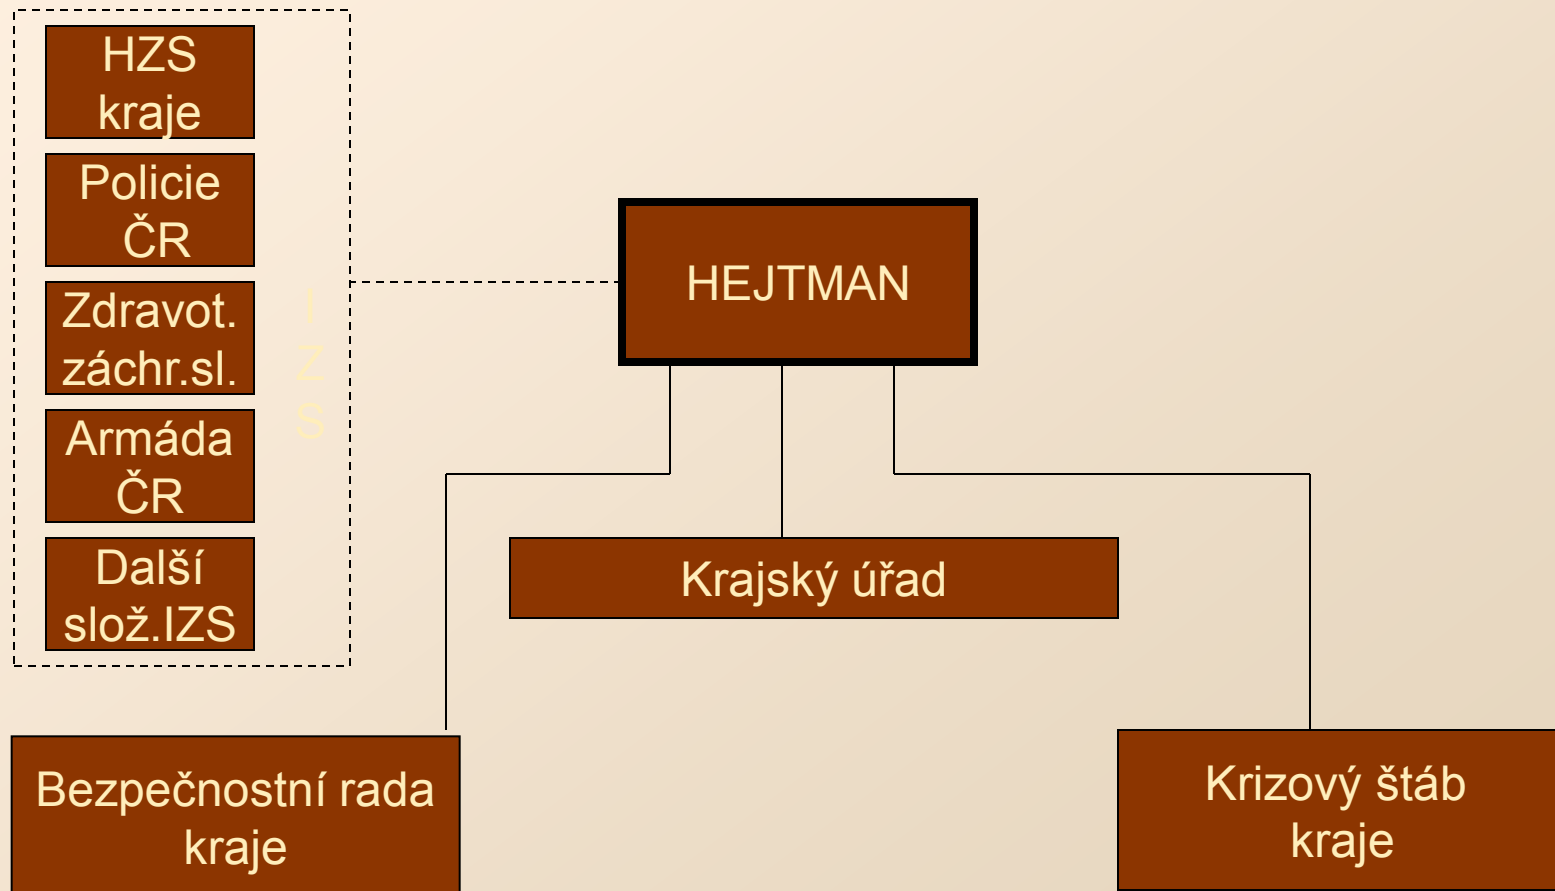 HZS
kraje
Policie
ČR
Zdravot.
záchr.sl.
Armáda
ČR
Další
slož.IZS
I
Z
S
HEJTMAN
Krajský úřad
Bezpečnostní rada
kraje
Krizový štáb
kraje